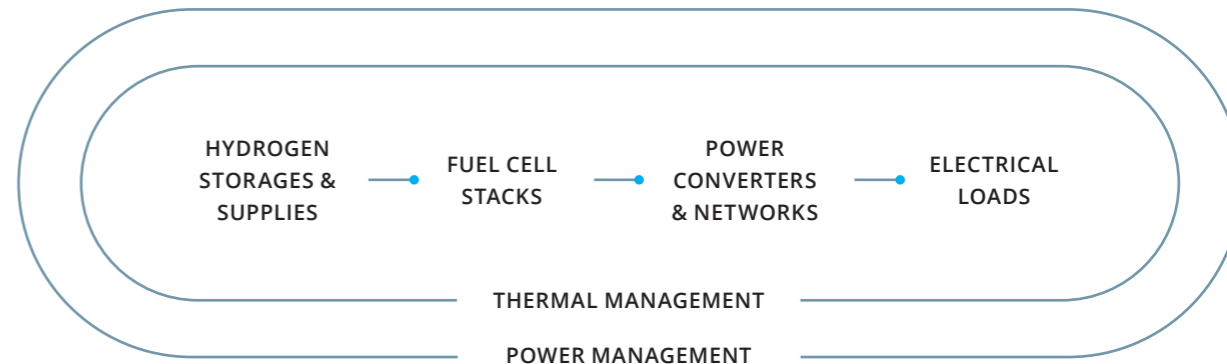 HYDROGEN
STORAGES &
SUPPLIES
FUEL CELL
STACKS
POWER
CONVERTERS
& NETWORKS
ELECTRICAL
LOADS
THERMAL MANAGEMENT
POWER MANAGEMENT